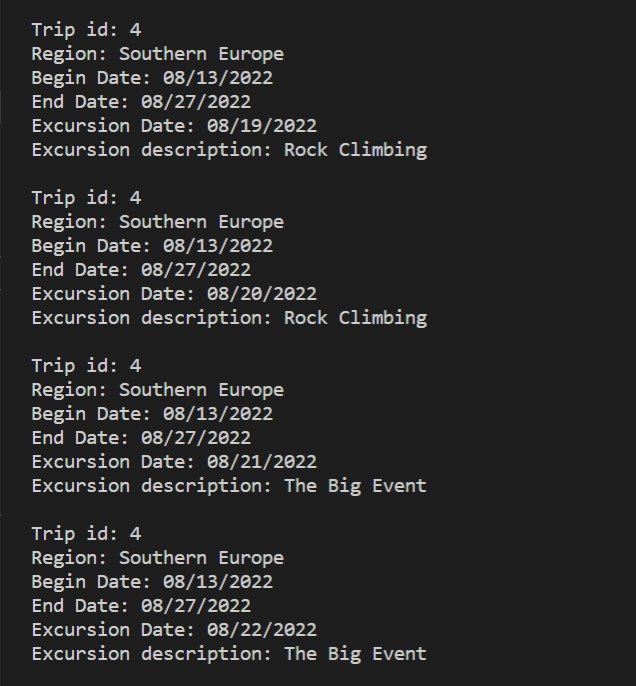 Trip id: 4
Region: Southern Europe
Begin Date: 08/13/2022
End Date: 08/27/2022
Excursion Date: 08/19/2022
Excursion description: Rock Climbing
Trip id: 4
Region: Southern Europe
Begin Date: 08/13/2022
End Date: 08/27/2022
Excursion Date: 08/20/2022
Excursion description: Rock Climbing
Trip id: 4
Region: Southern Europe
Begin Date: 08/13/2022
End Date: 08/27/2022
Excursion Date: 08/21/2022
Excursion description: The Big Event
Trip id: 4
Region: Southern Europe
Begin Date: 08/13/2022
End Date: 08/27/2022
Excursion Date: 08/22/2022
Excursion description: The Big Event